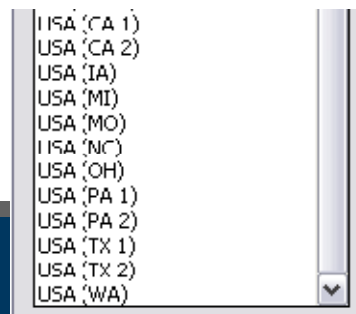 USA (CA 1)
USA (CA 2)
USA (IA)
USA (MI)
USA (MO)
USA (NC)
USA (OH)
USA (PA 1)
USA (PA 2)
USA (TX 1)
USA (TX 2)
USA (WA)